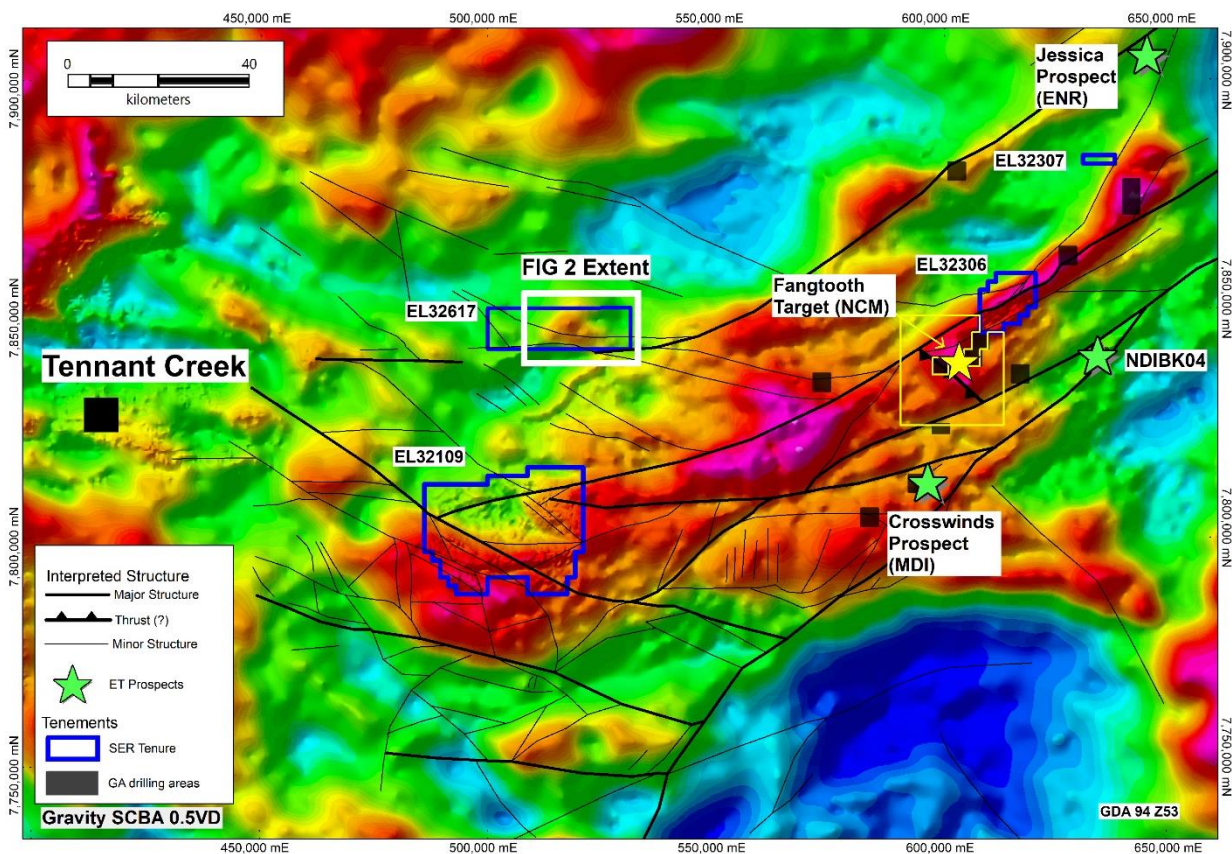 450,000 mE
500,000 mE
550,000 mE
600,000 mE
650,000 mE
0
40
kilometers
7,900,000 mN
7,900,000 mN
Jessica
Prospect
(ENR)
EL32307
FIG 2 Extent
EL32306
Fangtooth
Target (NCM)
EL32617
7,850,000 mN
7,850,000 mN
Tennant Creek
NDIBK04
EL32109
7,800,000 mN
7,800,000 mN
Crosswinds
Prospect
(MDI)
Interpreted Structure
Major Structure
Thrust (?)
Minor Structure
ET Prospects
Tenements
SER Tenure
GA drilling areas
7,750,000 mN
7,750,000 mN
Gravity SCBA 0.5VD
GDA 94 Z53
450,000 mE
500,000 mE
550,000 mE
600,000 mE
650,000 mE